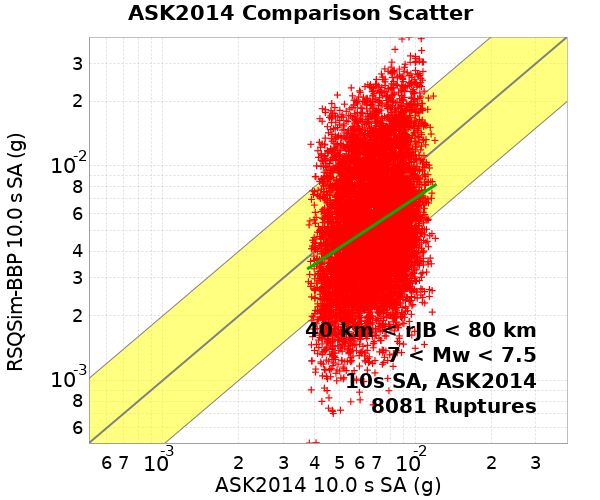 ASK2014 Comparison Scatter
RSQSim-BBP 10.0 s SA (g)
3
2
10-2
8
6
4
3
2
10-3
8
6
40 km < rJB < 80 km
7 < Mw < 7.5
10s SA, ASK2014
8081 Ruptures
6 7 10-3 2 3 4 5 6 7 10-2 2 3
ASK2014 10.0 s SA (g)